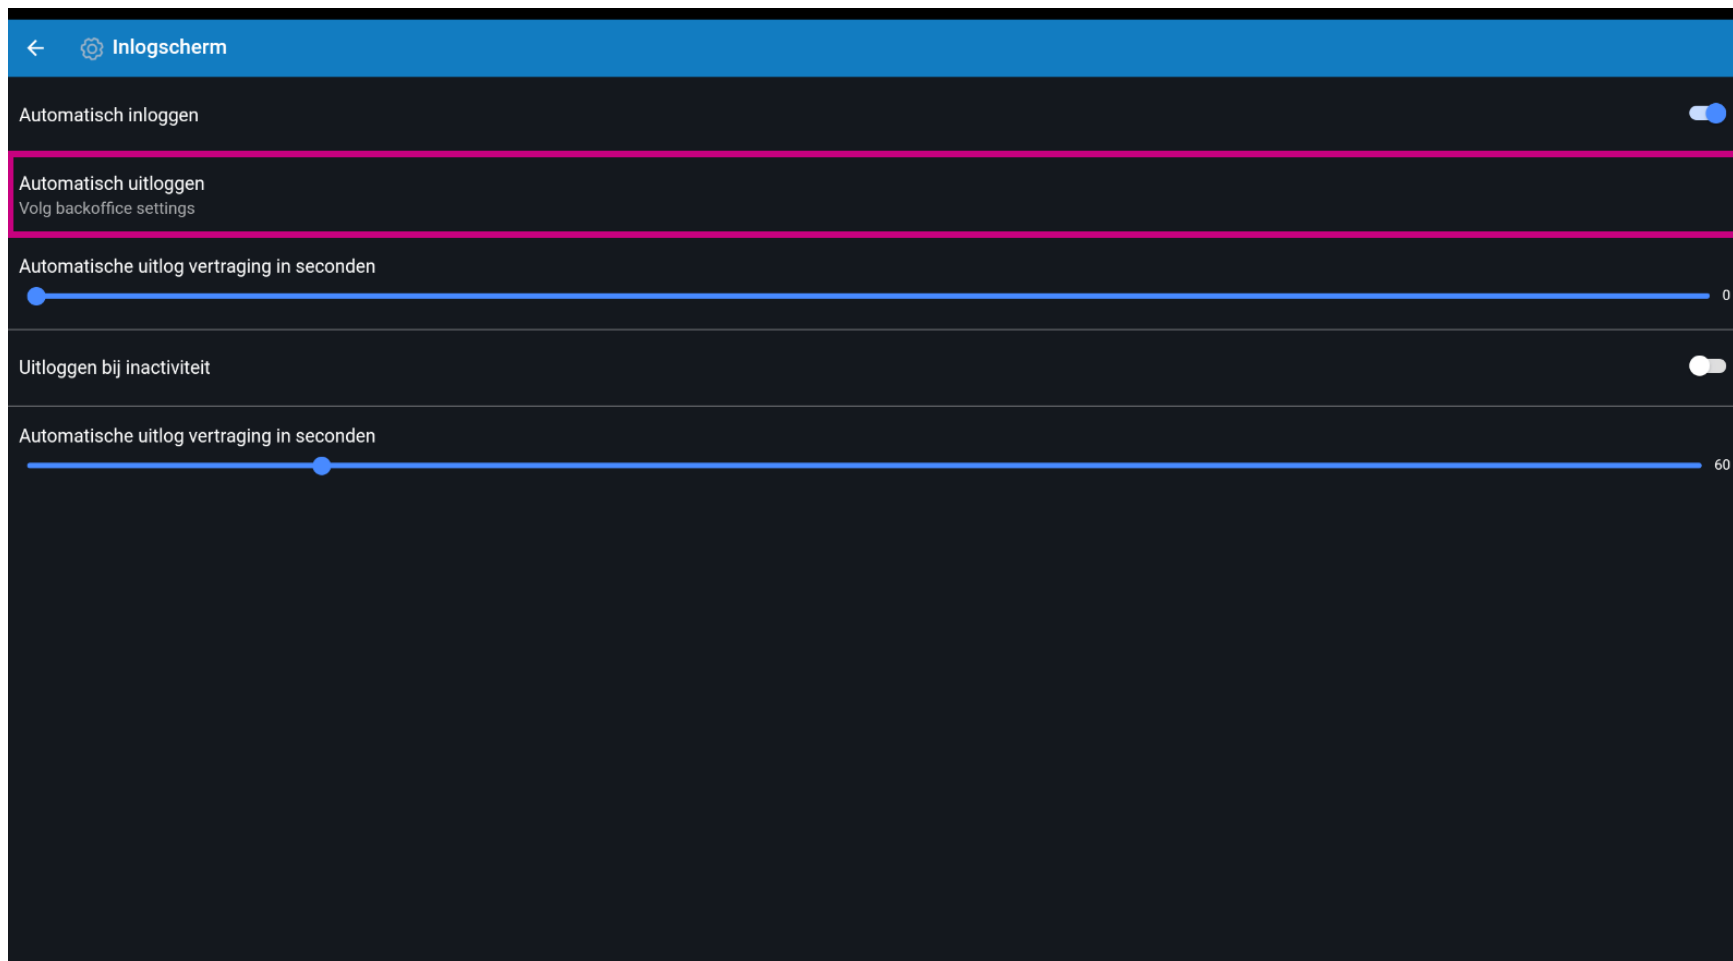 Inlogscherm
Automatisch inloggen
Automatisch uitloggen
Volg backoffice settings
Automatische uitlog vertraging in seconden
0
Uitloggen bij inactiviteit
Automatische uitlog vertraging in seconden
60